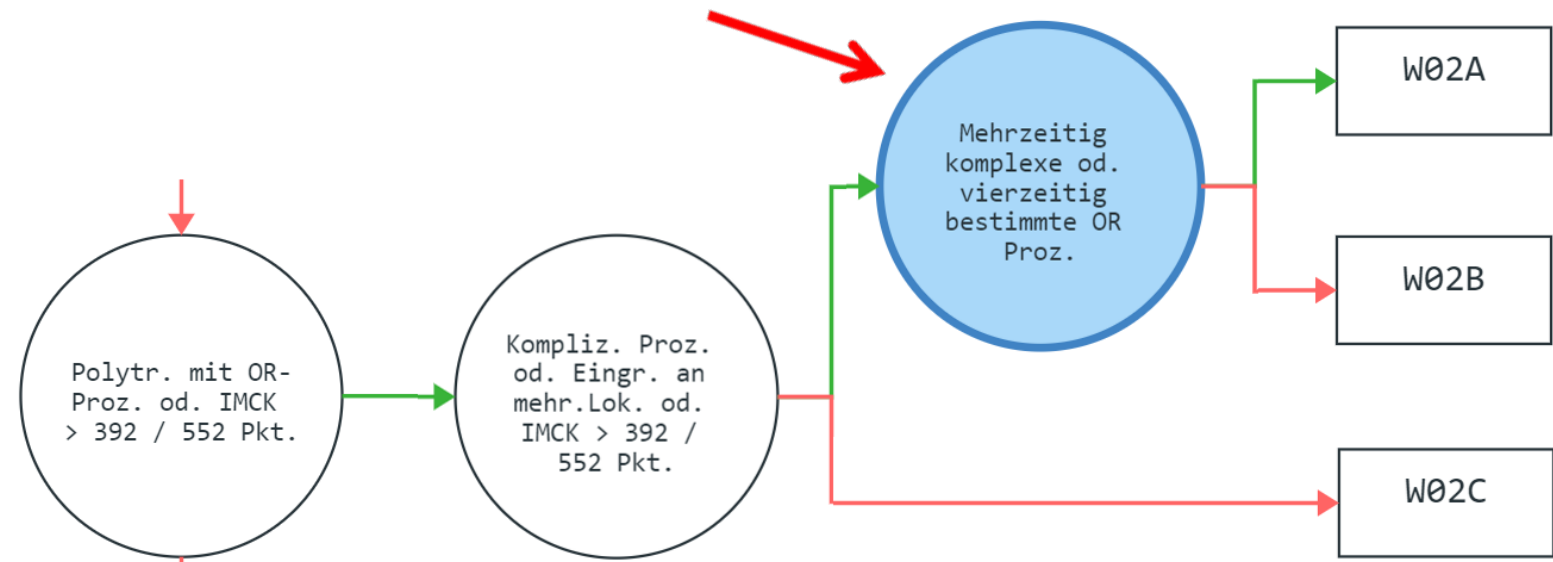 Polytr. mit OR-
Proz. od. IMCK
> 392 / 552 Pkt.
Kompliz. Proz.
od. Eingr. an
mehr.Lok. od.
IMCK > 392 /
552 Pkt.
Mehrzeitig
komplexe od.
vierzeitig
bestimmte OR
Proz.
W02A
W02B
W02C